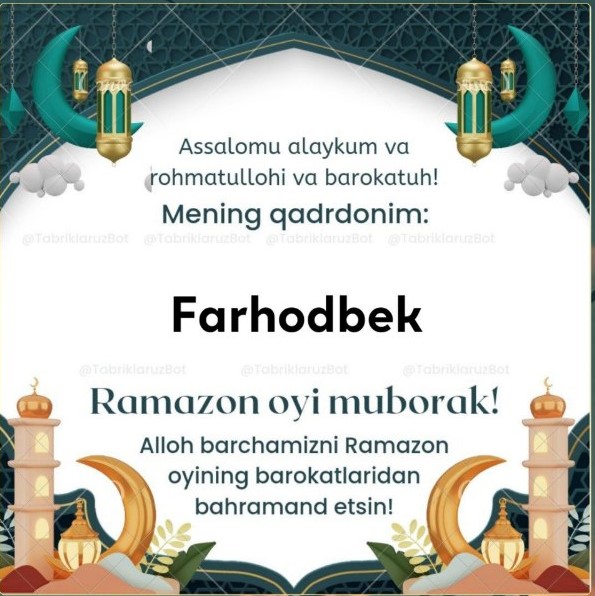 Assalomu alaykum va
rohmatullohi va barokatuh!
Mening qadrdonim:
@TabriklaruzBot @TabriklaruzBot @TabriklaruzBot @TabriklaruzBot
Farhodbek
@TabriklaruzBot @TabriklaruzBot @TabriklaruzBot
Ramazon oyi muborak!
Alloh barchamizni Ramazon
oyining barokatlaridan
bahramand etsin!